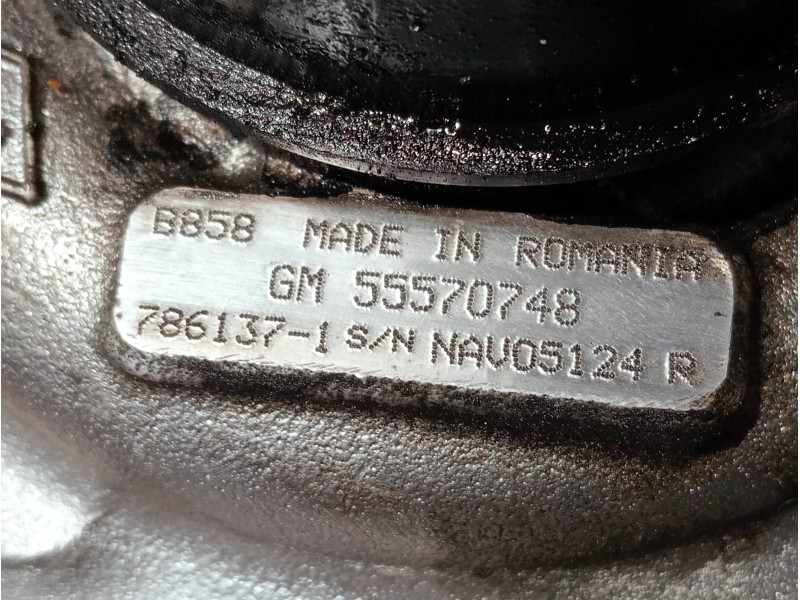 B858 MADE IN ROMANIA
GM 55570748
786137-1 S/N NAV05124 R